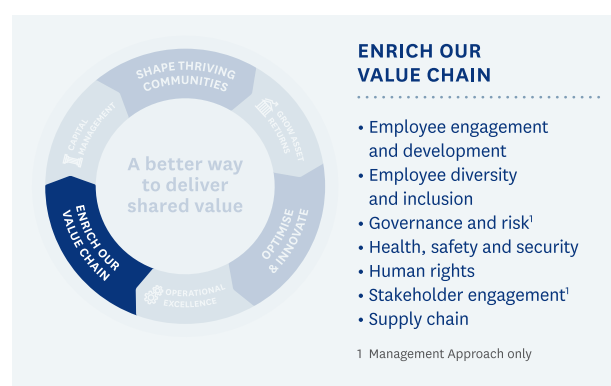 SHAPE THRIVING
COMMUNITIES
GROW ASSET
RETURNS
OPTIMISE
& INNOVATE
OPERATIONAL
EXCELLENCE
ENRICH OUR
VALUE CHAIN
CAPITAL
MANAGEMENT
A better way
to deliver
shared value
ENRICH OUR
VALUE CHAIN
• Employee engagement
and development
• Employee diversity
and inclusion
• Governance and risk¹
• Health, safety and security
• Human rights
• Stakeholder engagement¹
• Supply chain
1 Management Approach only